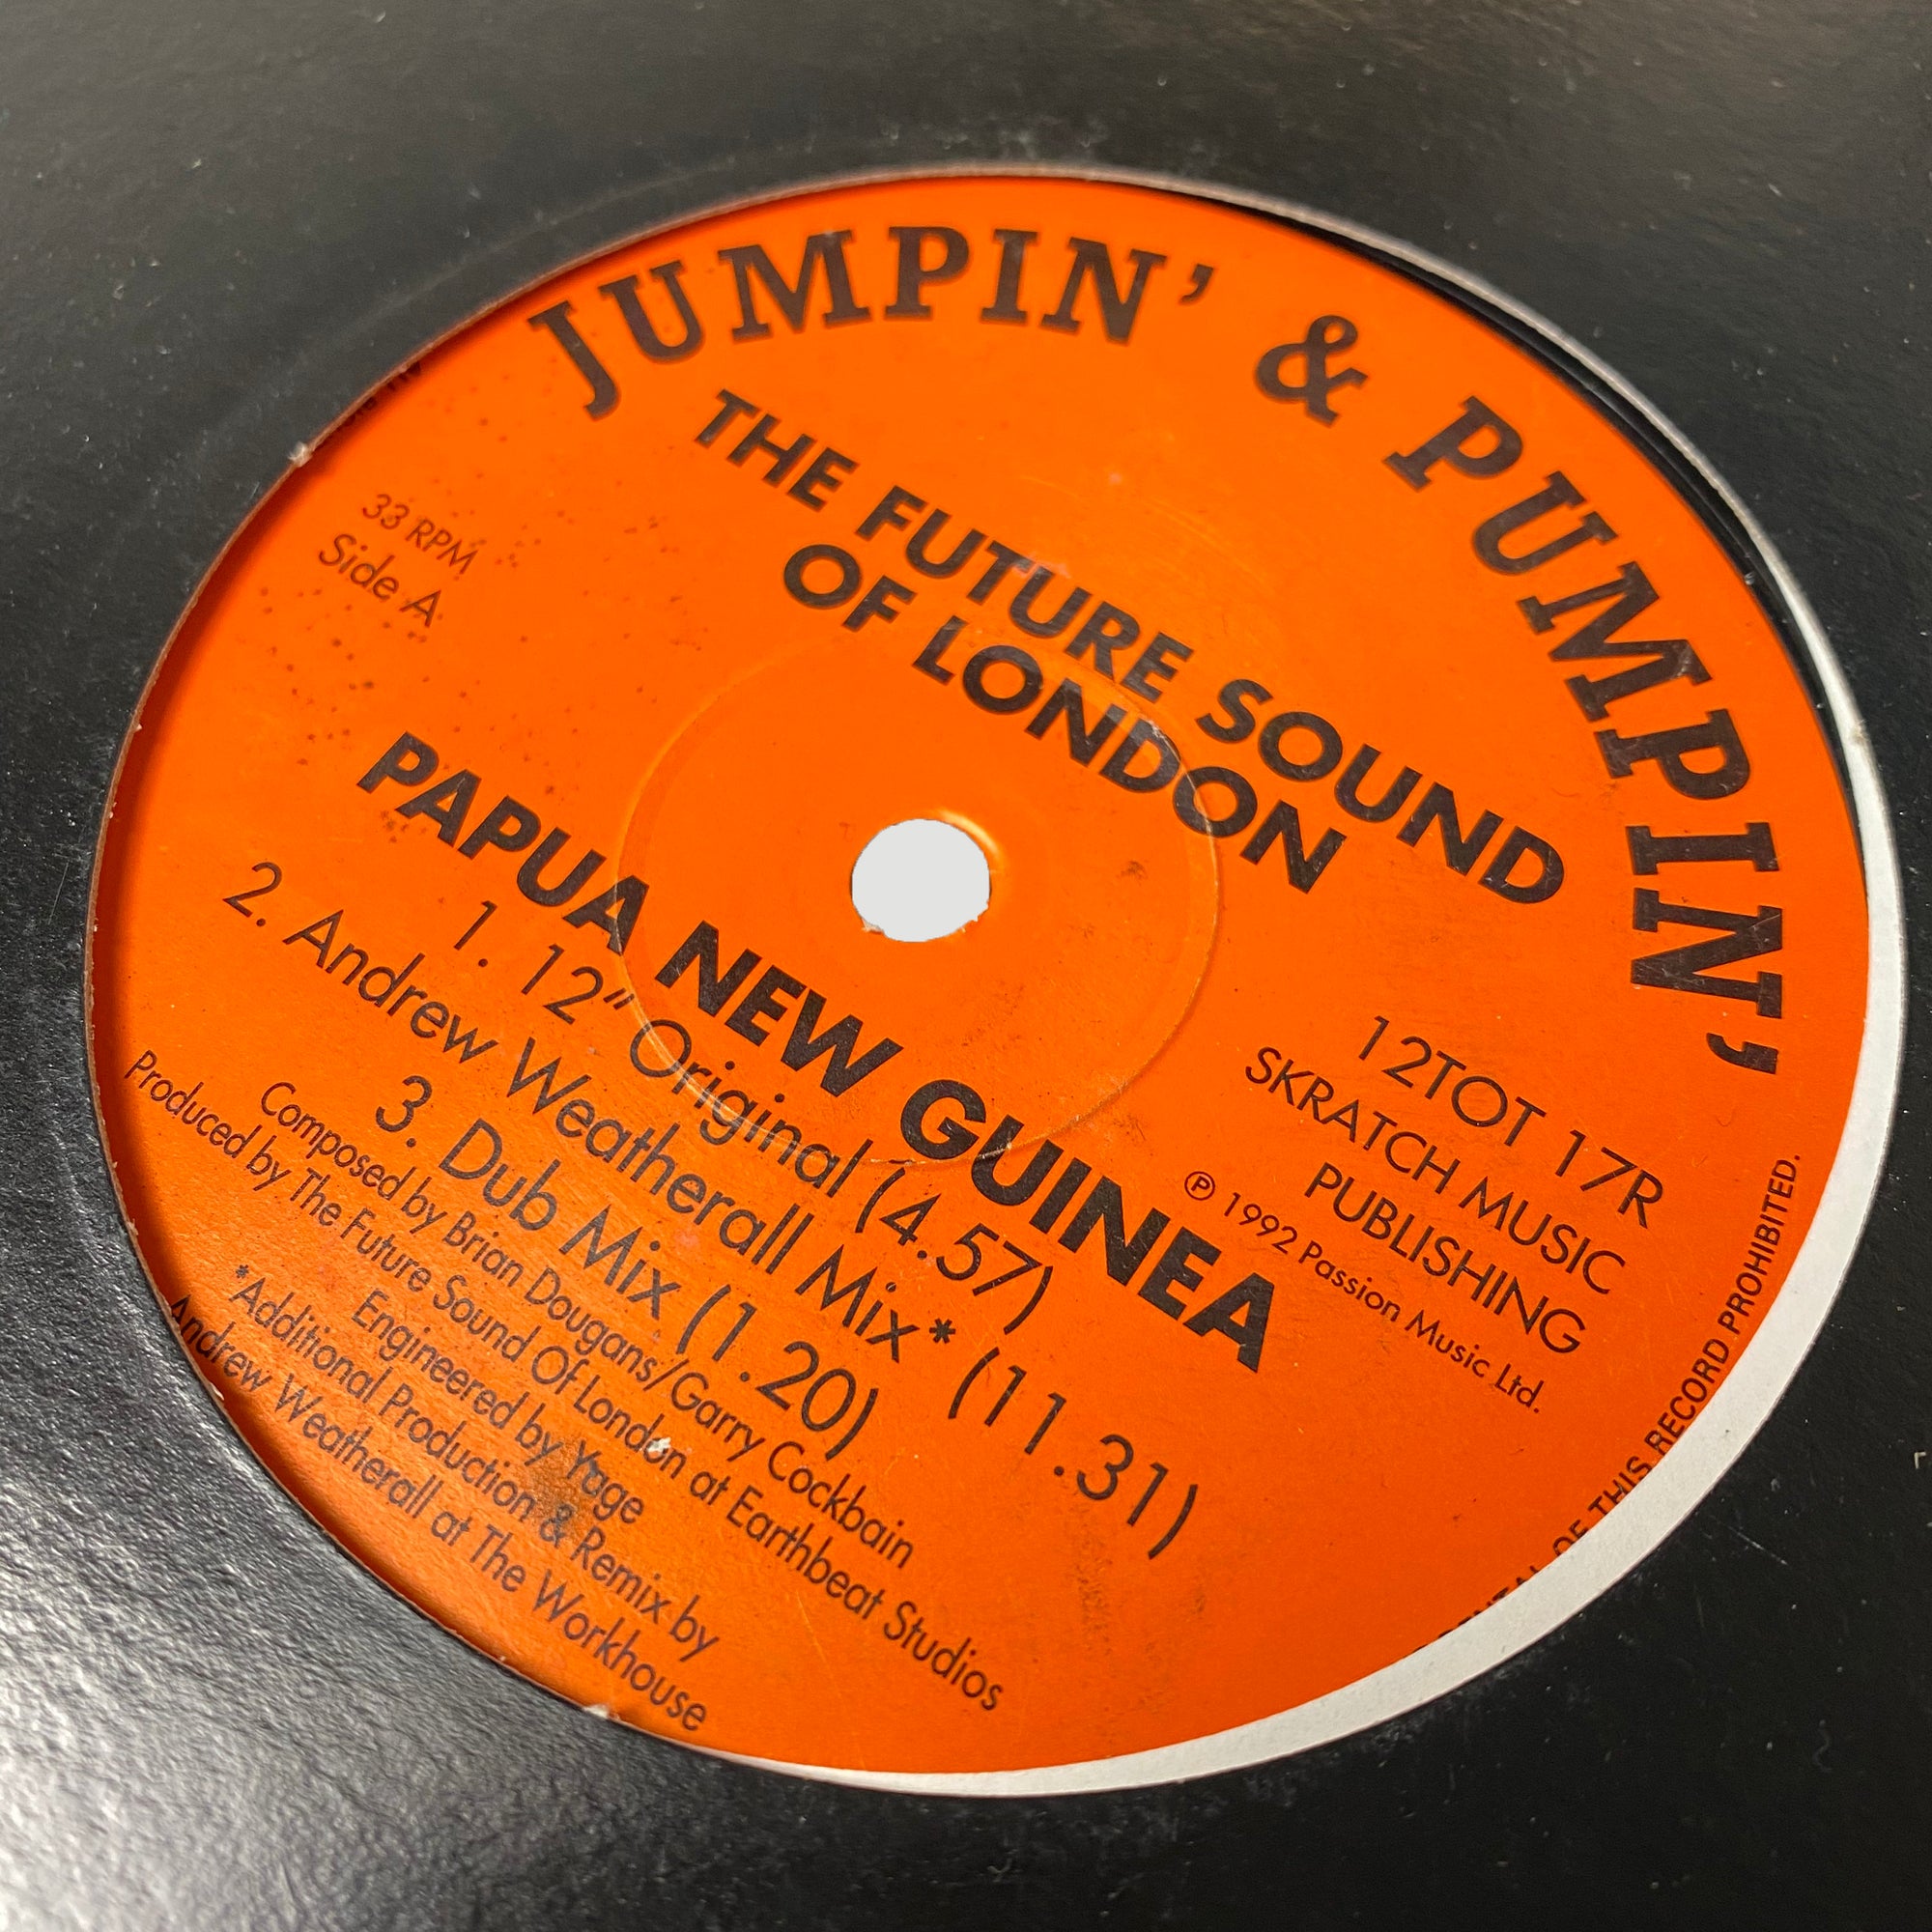 JUMPIN' & PUMPIN'
THE FUTURE SOUND
OF LONDON
33 RPM
Side A
12TOT 17R
SKRATCH MUSIC
PUBLISHING
℗ 1992 Passion Music Ltd.
PAPUA NEW GUINEA
1. 12" Original (4.57)
2. Andrew Weatherall Mix* (11.31)
3. Dub Mix (1.20)
Composed by Brian Dougans/Garry Cockbain
Produced by The Future Sound Of London at Earthbeat Studios
Engineered by Yage
*Additional Production & Remix by
Andrew Weatherall at The Workhouse
OF THIS RECORD PROHIBITED.